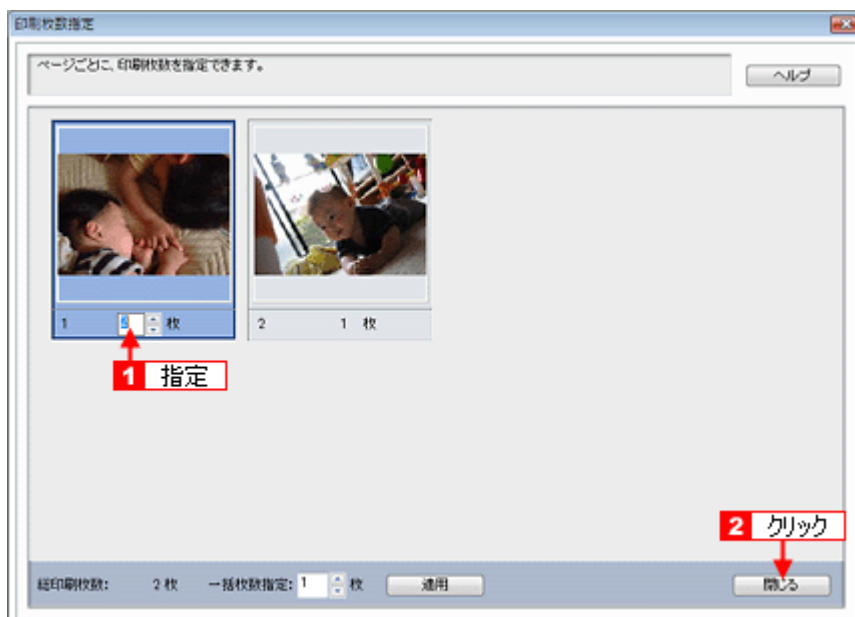 印刷枚数指定
ページごとに、印刷枚数を指定できます。
ヘルプ
1 枚
2 1 枚
1 指定
2 クリック
総印刷枚数: 2 枚 一括枚数指定: 1 枚 適用 閉じる